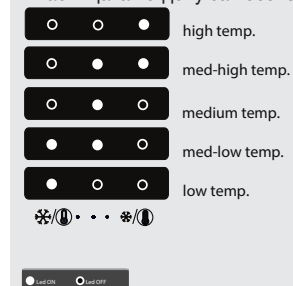 high temp.
med-high temp.
medium temp.
med-low temp.
low temp.
Led ON Led OFF